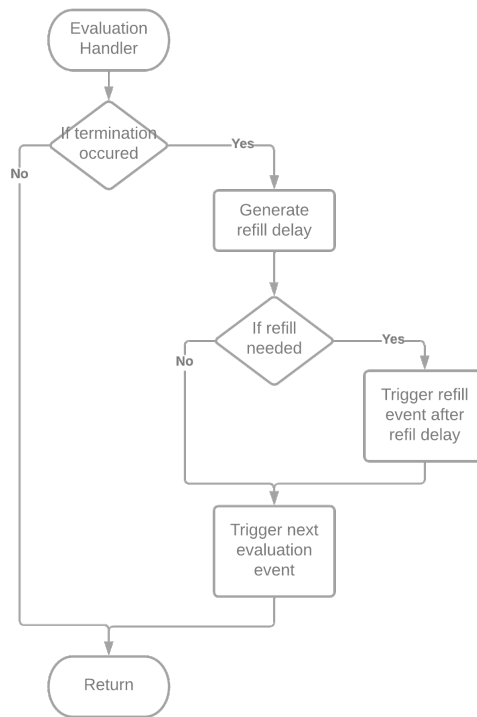 Evaluation
Handler
If termination
occured
Yes
No
Generate
refill delay
If refill
needed
Yes
No
Trigger refill
event after
refil delay
Trigger next
evaluation
event
Return